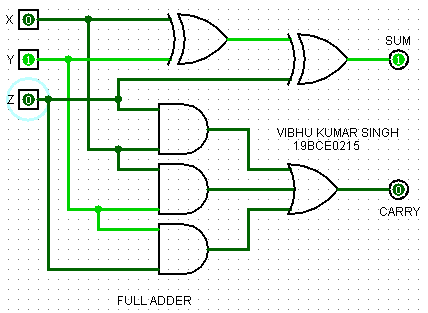 X 0
Y 1
Z 0
SUM
1
VIBHU KUMAR SINGH
19BCE0215
0
CARRY
FULL ADDER